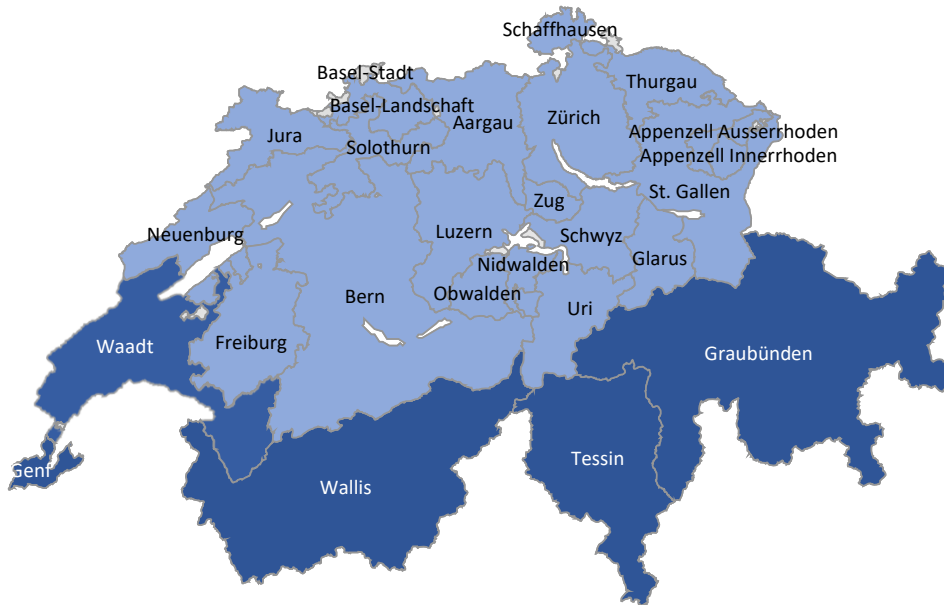 Schaffhausen
Basel-Stadt
Thurgau
Basel-Landschaft
Aargau
Zürich
Jura
Appenzell Ausserrhoden
Solothurn
Appenzell Innerrhoden
Zug
St. Gallen
Neuenburg
Luzern
Schwyz
Glarus
Nidwalden
Bern
Obwalden
Uri
Waadt
Freiburg
Graubünden
Genf
Wallis
Tessin